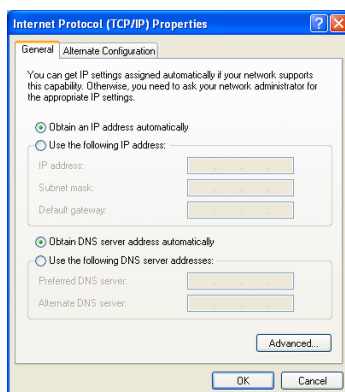 Internet Protocol (TCP/IP) Properties
General
Alternate Configuration
You can get IP settings assigned automatically if your network supports
this capability. Otherwise, you need to ask your network administrator for
the appropriate IP settings.
Obtain an IP address automatically
Use the following IP address:
IP address:
Subnet mask:
Default gateway:
Obtain DNS server address automatically
Use the following DNS server addresses:
Preferred DNS server:
Alternate DNS server:
Advanced...
OK
Cancel